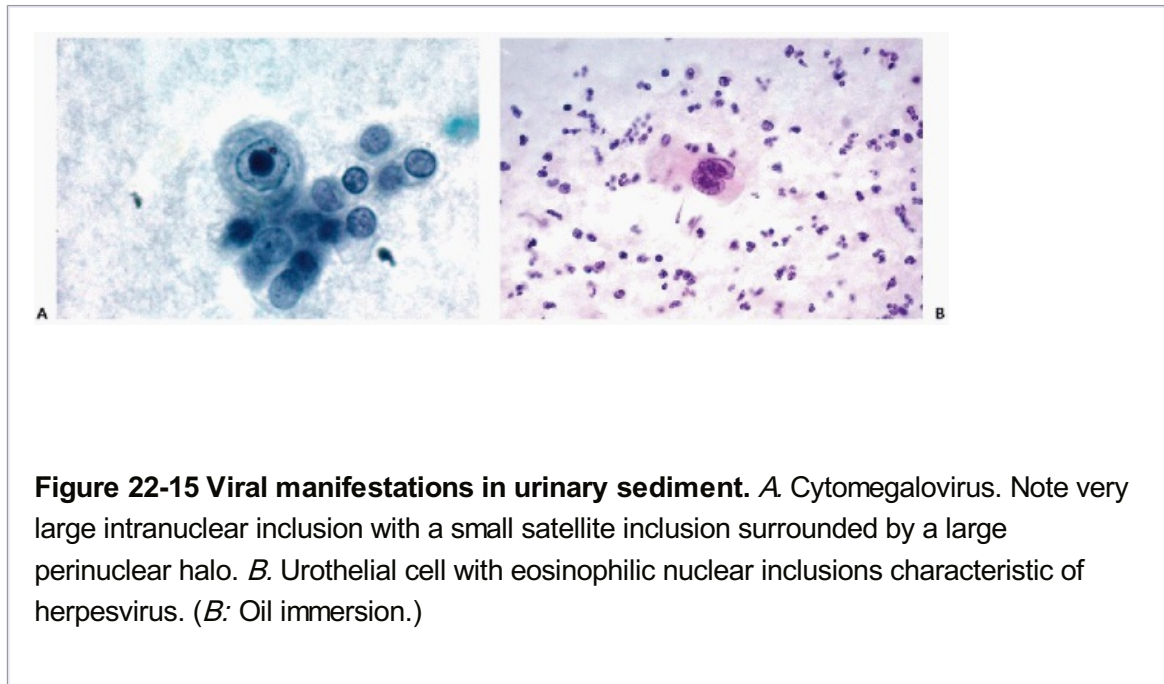 A
B
Figure 22-15 Viral manifestations in urinary sediment. A. Cytomegalovirus. Note very
large intranuclear inclusion with a small satellite inclusion surrounded by a large
perinuclear halo. B. Urothelial cell with eosinophilic nuclear inclusions characteristic of
herpesvirus. (B: Oil immersion.)